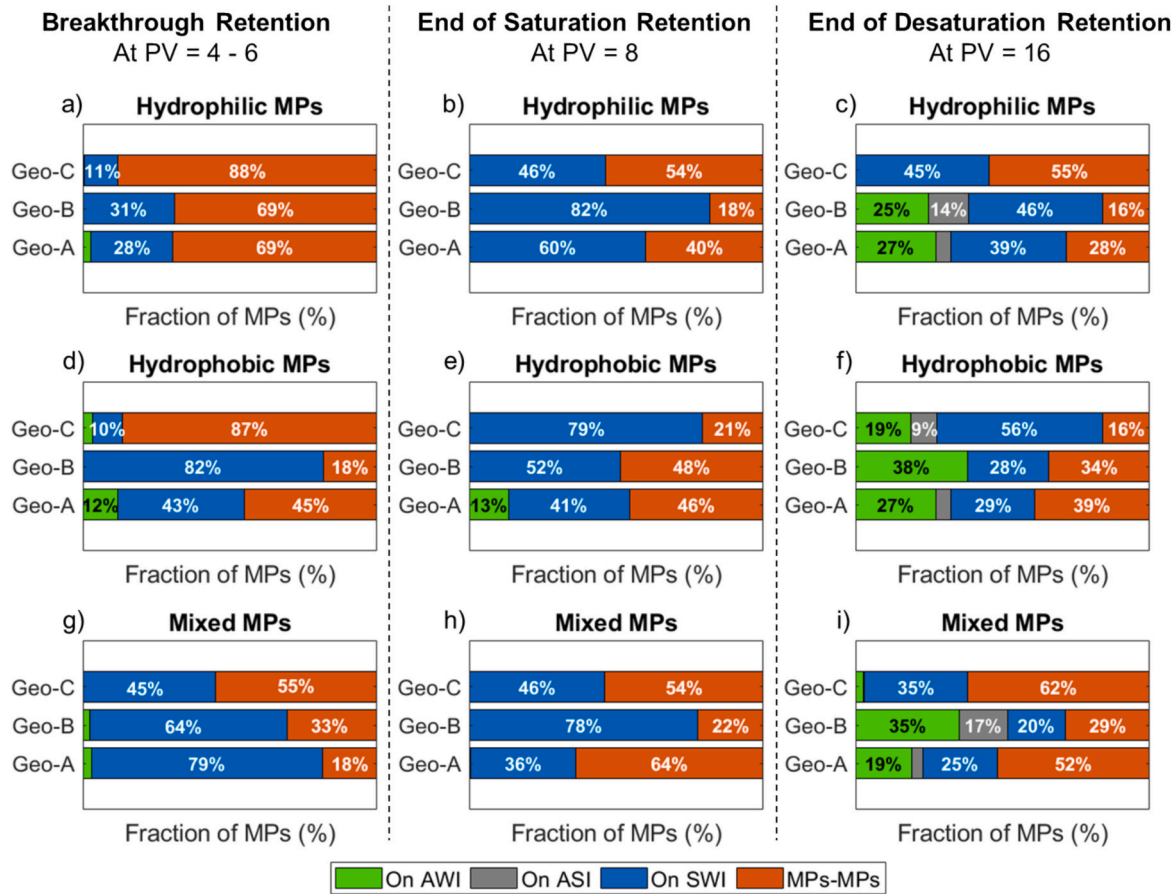 Breakthrough Retention
At PV = 4 - 6
End of Saturation Retention
At PV = 8
End of Desaturation Retention
At PV = 16
a)
Hydrophilic MPs
Geo-C 11% 88%
Geo-B 31% 69%
Geo-A 28% 69%
Fraction of MPs (%)
b)
Hydrophilic MPs
Geo-C 46% 54%
Geo-B 82% 18%
Geo-A 60% 40%
Fraction of MPs (%)
c)
Hydrophilic MPs
Geo-C 45% 55%
Geo-B 25% 14% 46% 16%
Geo-A 27% 39% 28%
Fraction of MPs (%)
d)
Hydrophobic MPs
Geo-C 10% 87%
Geo-B 82% 18%
Geo-A 12% 43% 45%
Fraction of MPs (%)
e)
Hydrophobic MPs
Geo-C 79% 21%
Geo-B 52% 48%
Geo-A 13% 41% 46%
Fraction of MPs (%)
f)
Hydrophobic MPs
Geo-C 19% 9% 56% 16%
Geo-B 38% 28% 34%
Geo-A 27% 29% 39%
Fraction of MPs (%)
g)
Mixed MPs
Geo-C 45% 55%
Geo-B 64% 33%
Geo-A 79% 18%
Fraction of MPs (%)
h)
Mixed MPs
Geo-C 46% 54%
Geo-B 78% 22%
Geo-A 36% 64%
Fraction of MPs (%)
i)
Mixed MPs
Geo-C 35% 62%
Geo-B 35% 17% 20% 29%
Geo-A 19% 25% 52%
Fraction of MPs (%)
On AWI On ASI On SWI MPs-MPs